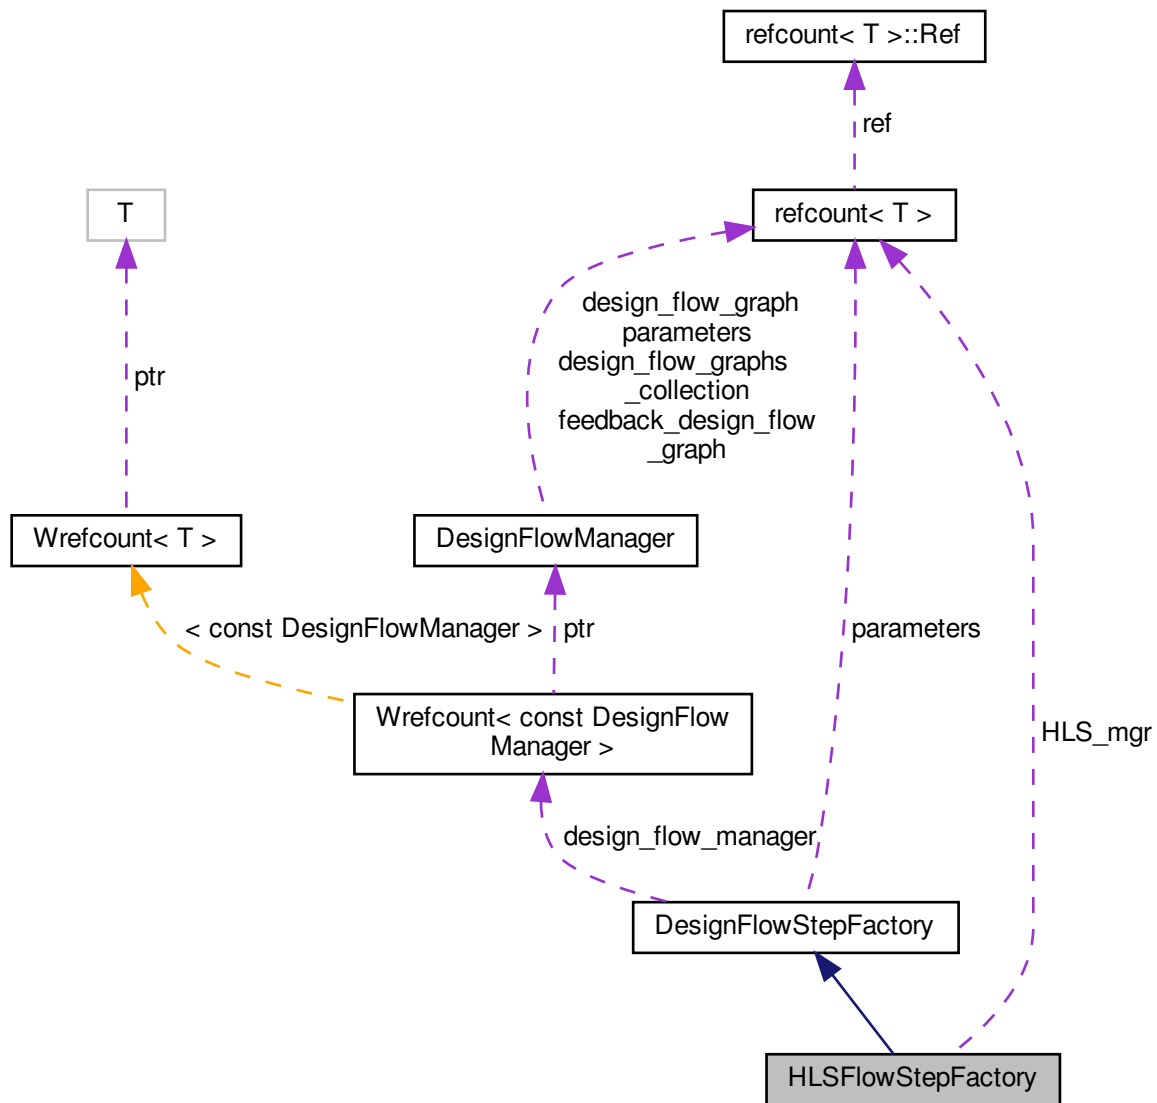 refcount< T >::Ref
ref
T
refcount< T >
design_flow_graph
parameters
design_flow_graphs
_collection
feedback_design_flow
_graph
ptr
Wrefcount< T >
DesignFlowManager
< const DesignFlowManager >
ptr
parameters
Wrefcount< const DesignFlow
Manager >
HLS_mgr
design_flow_manager
DesignFlowStepFactory
HLSFlowStepFactory